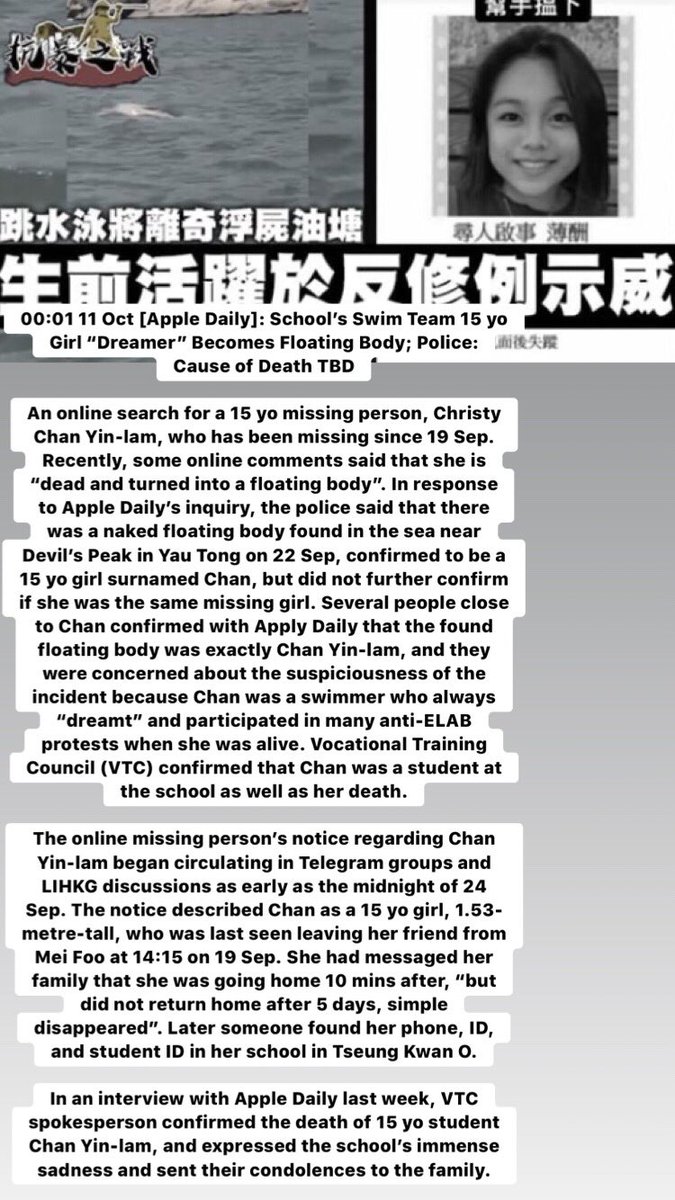 幫手搵下
抗暴之戰
跳水泳將離奇浮屍油塘
尋人啟事 薄酬
生前活躍於反修例示威
面後失蹤
00:01 11 Oct [Apple Daily]: School’s Swim Team 15 yo
Girl “Dreamer” Becomes Floating Body; Police:
Cause of Death TBD
An online search for a 15 yo missing person, Christy
Chan Yin-lam, who has been missing since 19 Sep.
Recently, some online comments said that she is
“dead and turned into a floating body”. In response
to Apple Daily’s inquiry, the police said that there
was a naked floating body found in the sea near
Devil’s Peak in Yau Tong on 22 Sep, confirmed to be a
15 yo girl surnamed Chan, but did not further confirm
if she was the same missing girl. Several people close
to Chan confirmed with Apply Daily that the found
floating body was exactly Chan Yin-lam, and they
were concerned about the suspiciousness of the
incident because Chan was a swimmer who always
“dreamt” and participated in many anti-ELAB
protests when she was alive. Vocational Training
Council (VTC) confirmed that Chan was a student at
the school as well as her death.
The online missing person’s notice regarding Chan
Yin-lam began circulating in Telegram groups and
LIHKG discussions as early as the midnight of 24
Sep. The notice described Chan as a 15 yo girl, 1.53-
metre-tall, who was last seen leaving her friend from
Mei Foo at 14:15 on 19 Sep. She had messaged her
family that she was going home 10 mins after, “but
did not return home after 5 days, simple
disappeared”. Later someone found her phone, ID,
and student ID in her school in Tseung Kwan O.
In an interview with Apple Daily last week, VTC
spokesperson confirmed the death of 15 yo student
Chan Yin-lam, and expressed the school’s immense
sadness and sent their condolences to the family.